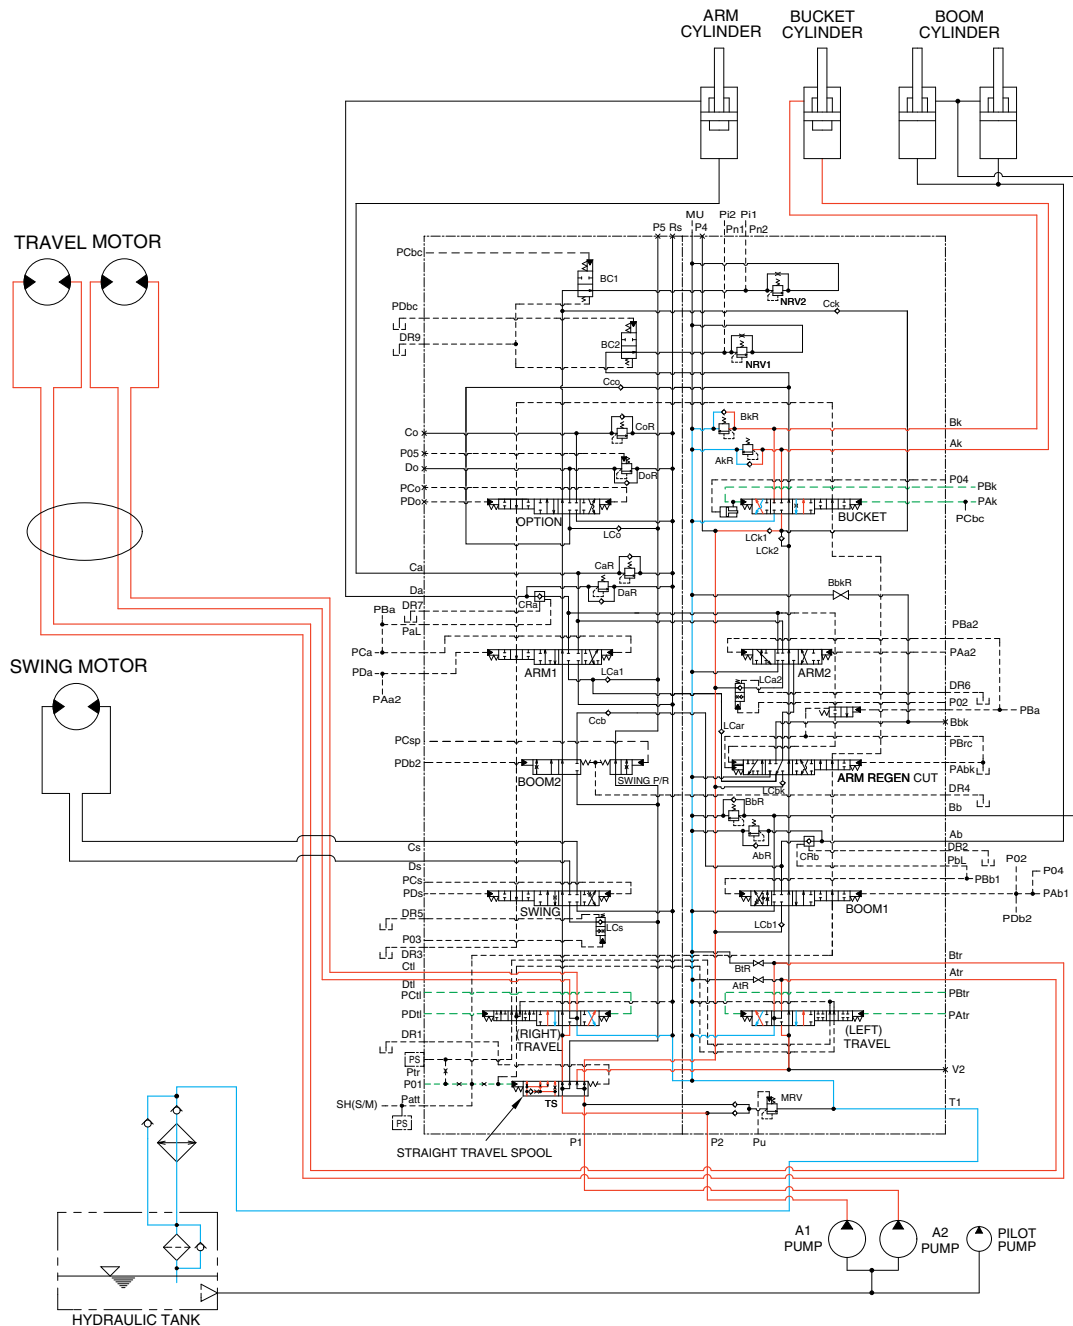 ARM
CYLINDER
BUCKET
CYLINDER
BOOM
CYLINDER
TRAVEL MOTOR
SWING MOTOR
P5 Rs
MU
P4
Pi2
Pi1
Pn1
Pn2
PCbc
BC1
NRV2
Cck
PDbc
DR9
BC2
NRV1
Cco
Co
CoR
BkR
Bk
Ak
P05
Do
DoR
AkR
P04
PBk
PCo
PDo
PAk
PCbc
OPTION
BUCKET
LCo
LCk1
LCk2
Ca
CaR
Da
DaR
CRa
BbkR
PBa
DR7
PaL
PBa2
PCa
PAa2
PDa
PAa2
ARM1
LCa1
ARM2
LCa2
DR6
P02
PBa
Ccb
LCar
Bbk
PCsp
PBrc
PDb2
PAbk
BOOM2
SWING P/R
ARM REGEN CUT
LCbk
DR4
BbR
Bb
Cs
AbR
CRb
Ab
DR2
PbL
Ds
PCs
PDs
PBb1
P02
P04
PAb1
PDb2
SWING
BOOM1
DR5
LCs
LCb1
P03
DR3
Ctl
BtR
Btr
Dtl
AtR
Atr
PCtl
PBtr
PDtl
PAtr
(RIGHT)
TRAVEL
(LEFT)
TRAVEL
DR1
PS
Ptr
P01
V2
Patt
TS
MRV
T1
SH(S/M)
PS
P1
P2
Pu
STRAIGHT TRAVEL SPOOL
A1
PUMP
A2
PUMP
PILOT
PUMP
HYDRAULIC TANK